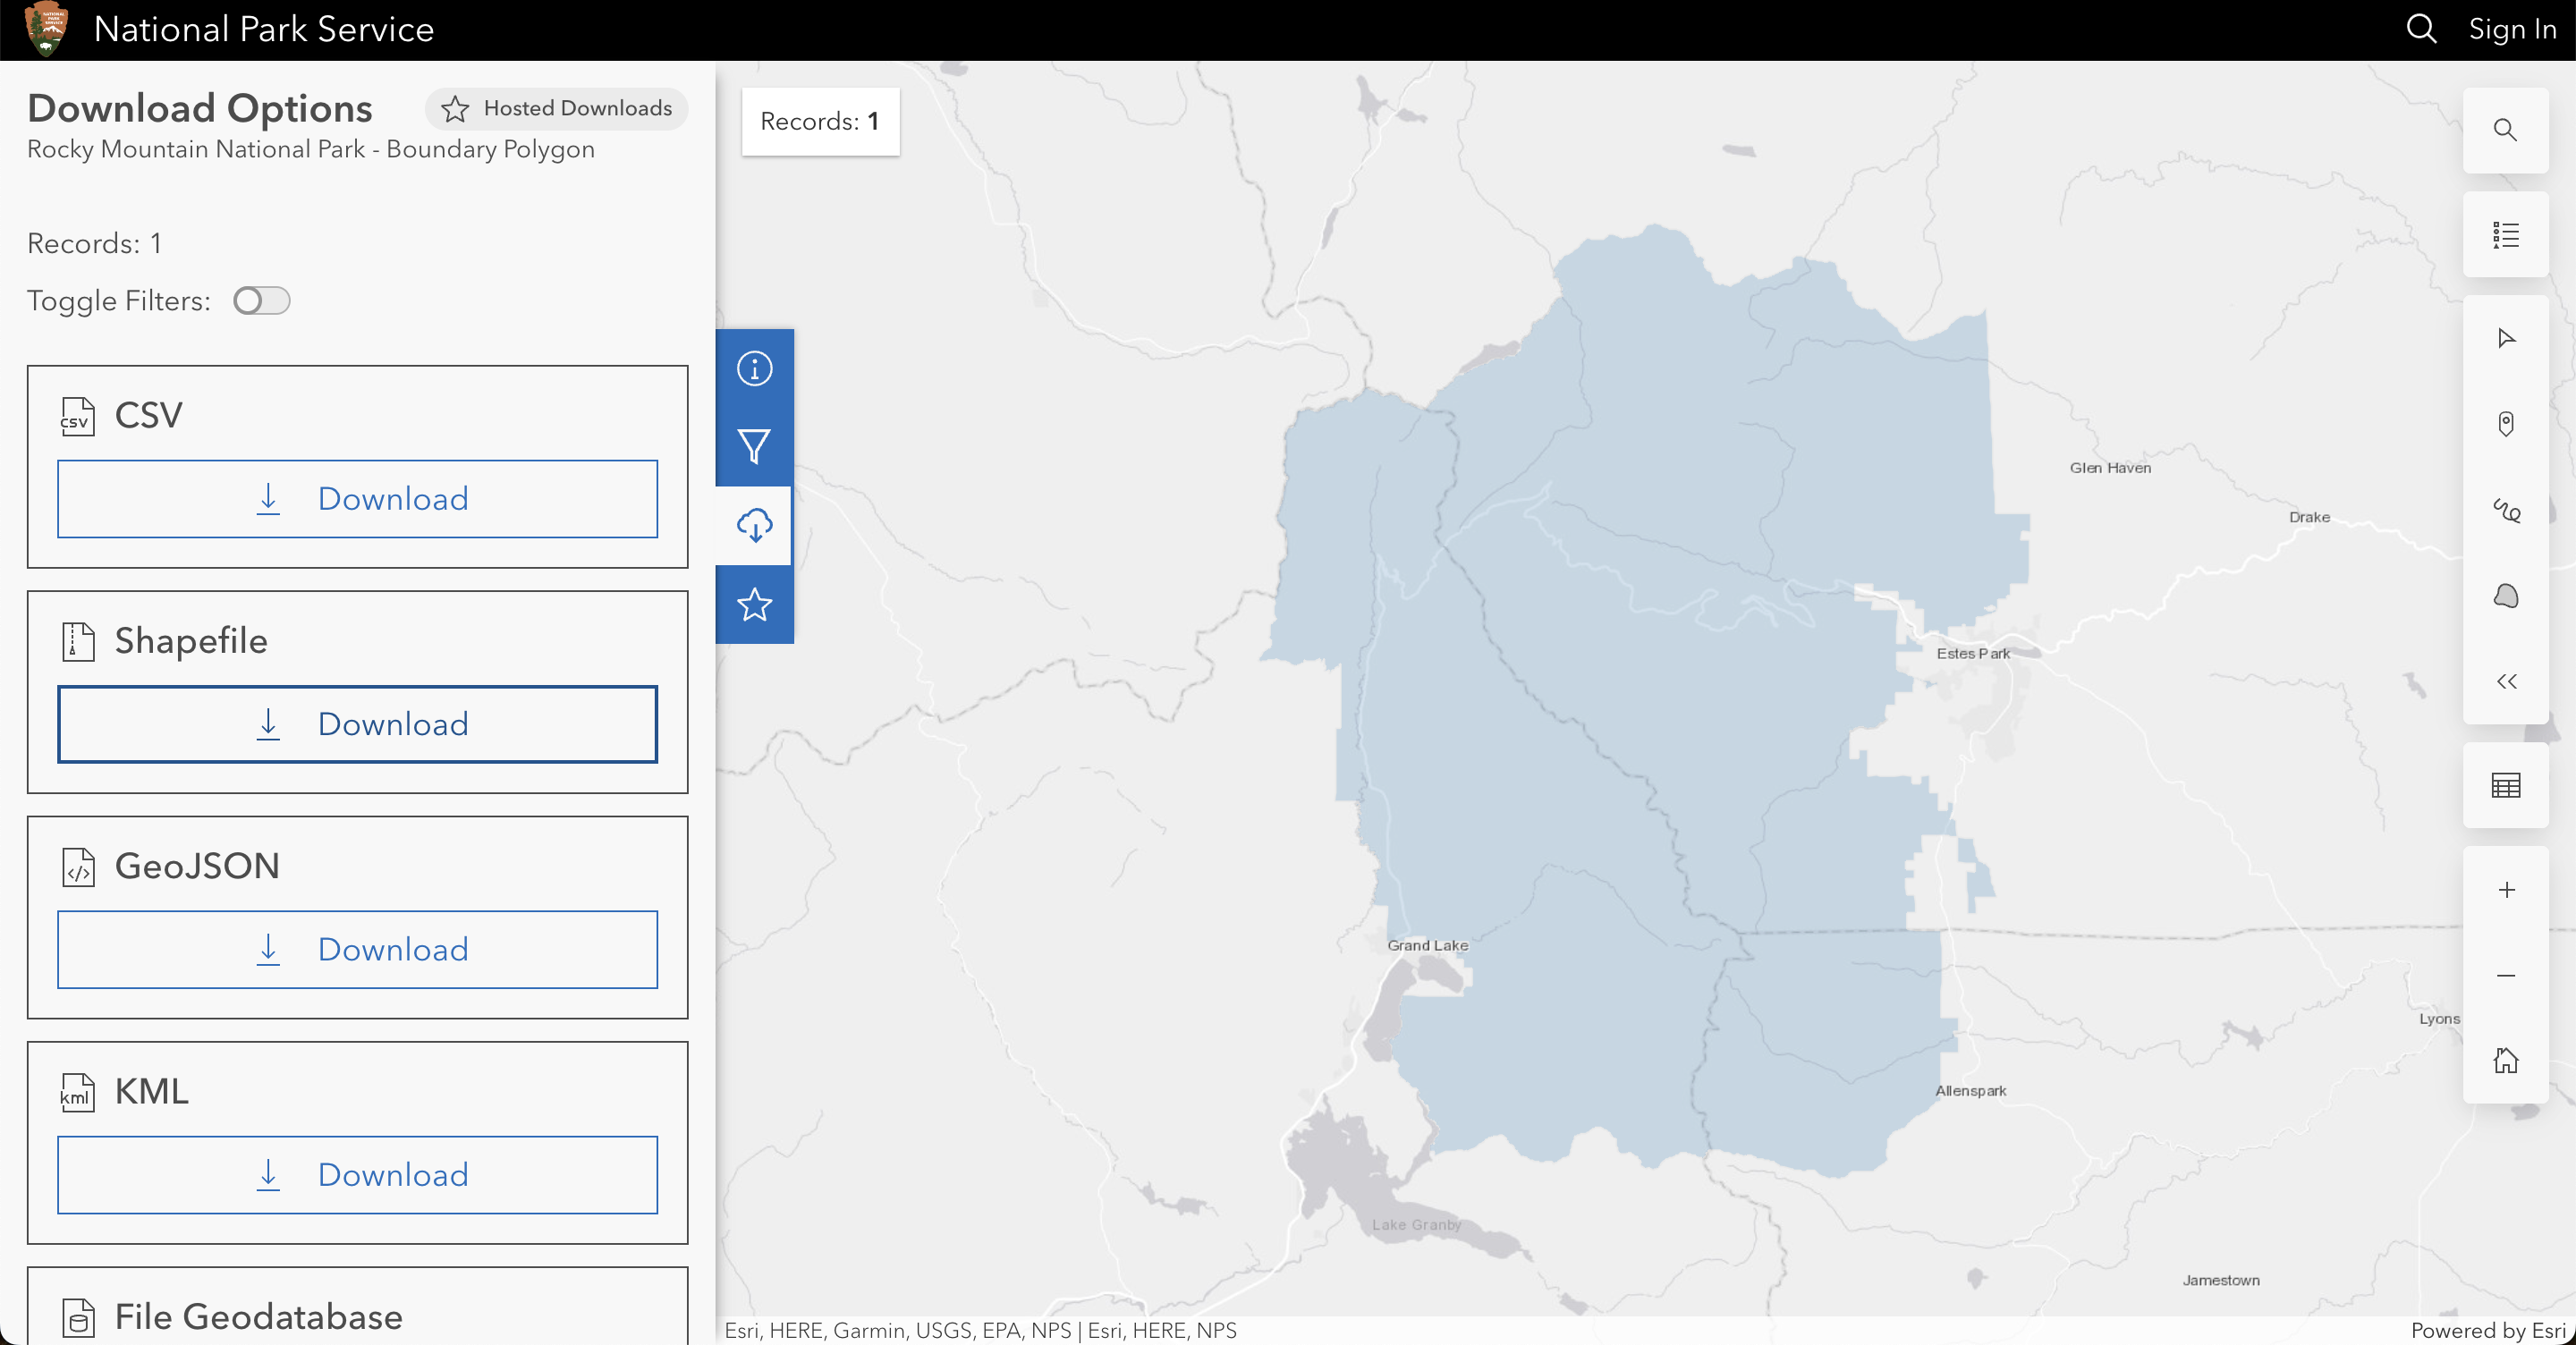 National Park Service
Sign In
Download Options
Hosted Downloads
Rocky Mountain National Park - Boundary Polygon
Records: 1
Toggle Filters:
CSV
Download
Shapefile
Download
GeoJSON
Download
KML
Download
File Geodatabase
Records: 1
Glen Haven
Drake
Estes Park
Grand Lake
Lyons
Allenspark
Lake Granby
Jamestown
Esri, HERE, Garmin, USGS, EPA, NPS | Esri, HERE, NPS
Powered by Esri